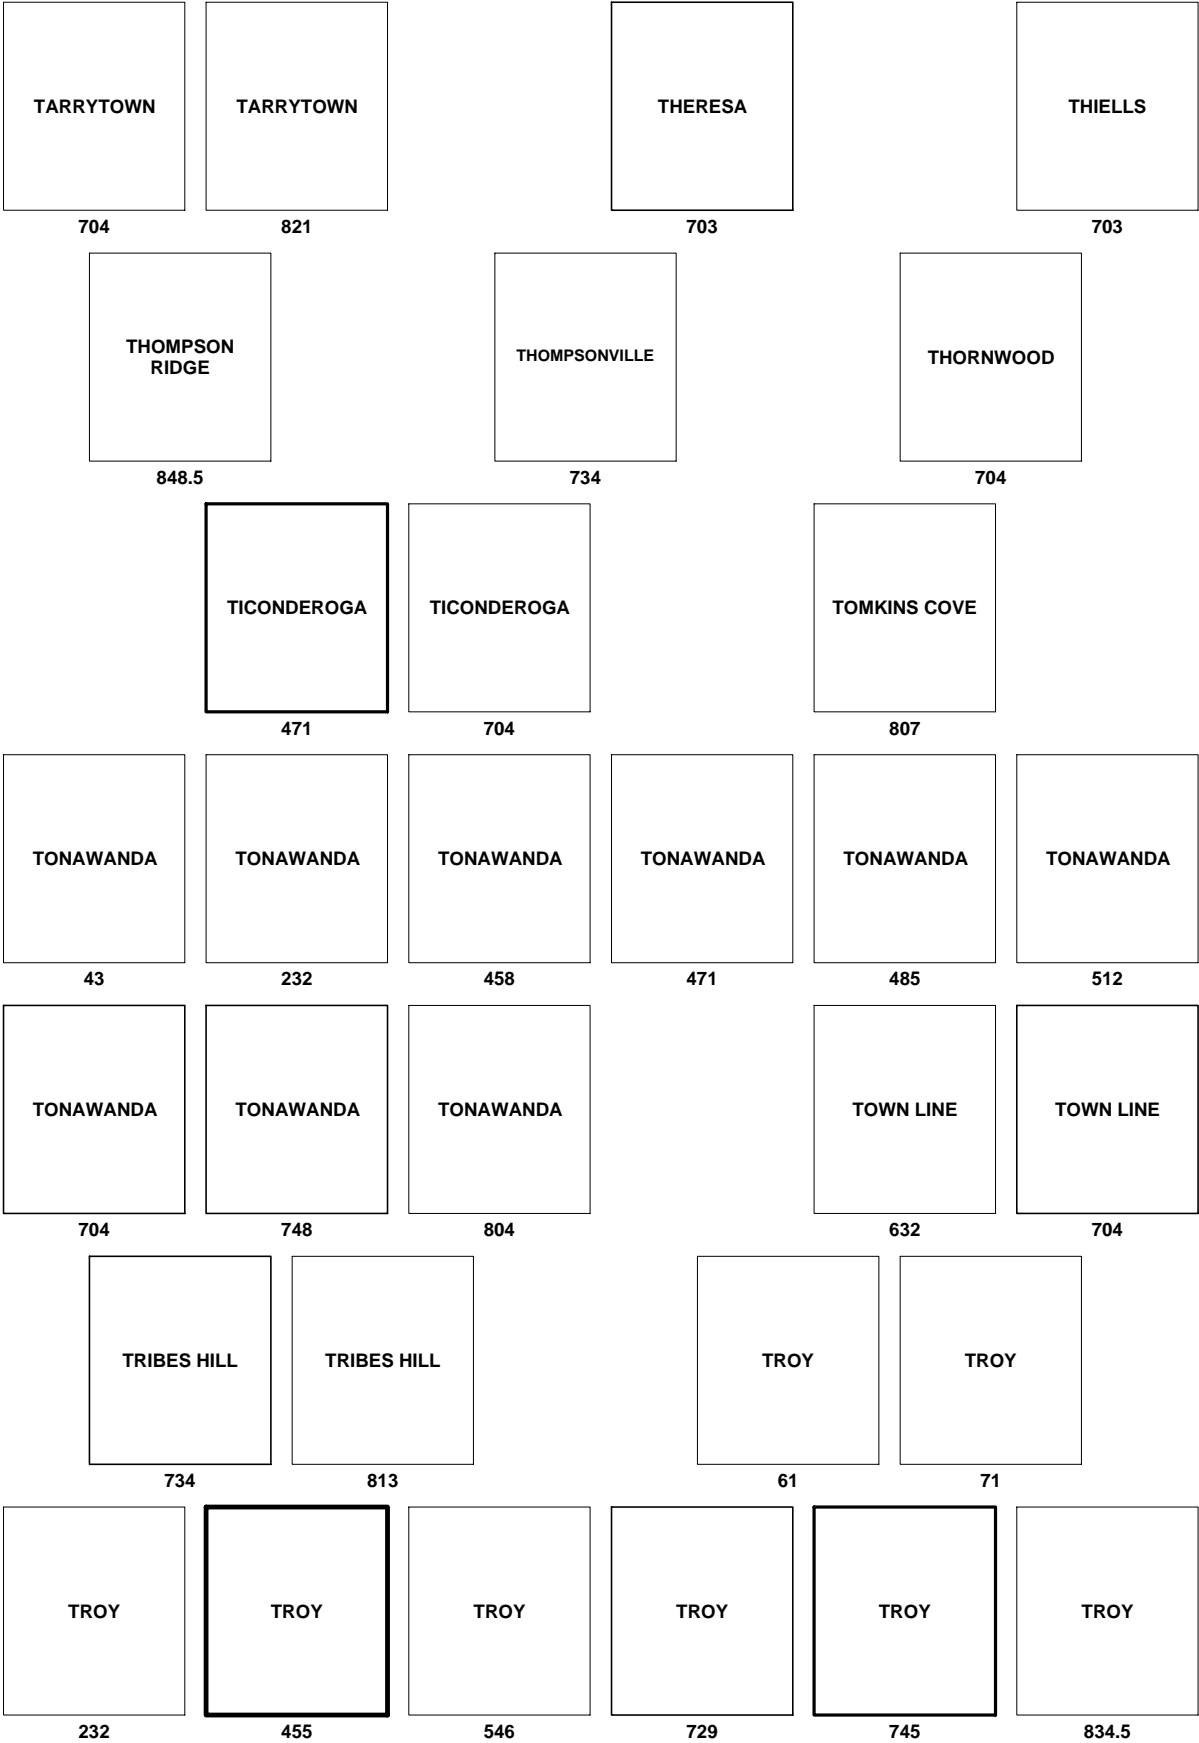 TARRYTOWN TARRYTOWN THERESA THIELLS
704 821 703 703
THOMPSON
RIDGE THOMPSONVILLE THORNWOOD
848.5 734 704
TICONDEROGA TICONDEROGA TOMKINS COVE
471 704 807
TONAWANDA TONAWANDA TONAWANDA TONAWANDA TONAWANDA TONAWANDA
43 232 458 471 485 512
TONAWANDA TONAWANDA TONAWANDA TOWN LINE TOWN LINE
704 748 804 632 704
TRIBES HILL TRIBES HILL TROY TROY
734 813 61 71
TROY TROY TROY TROY TROY TROY
232 455 546 729 745 834.5